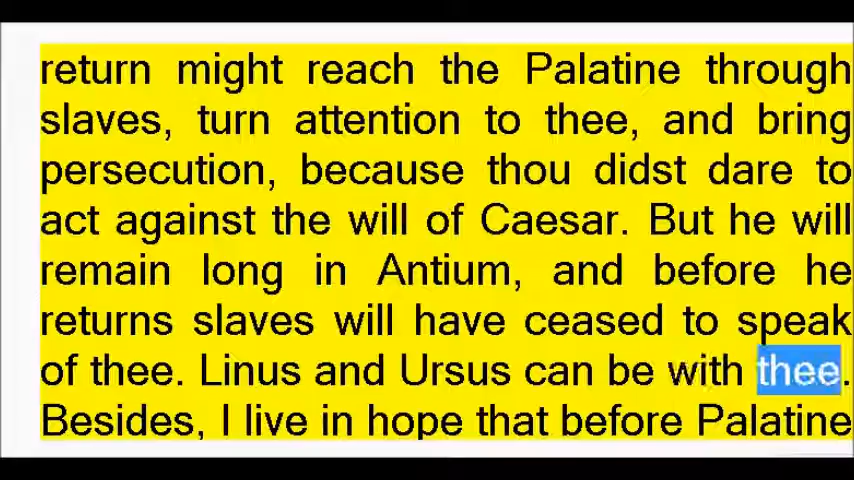 return might reach the Palatine through
slaves, turn attention to thee, and bring
persecution, because thou didst dare to
act against the will of Caesar. But he will
remain long in Antium, and before he
returns slaves will have ceased to speak
of thee. Linus and Ursus can be with thee.
Besides, I live in hope that before Palatine